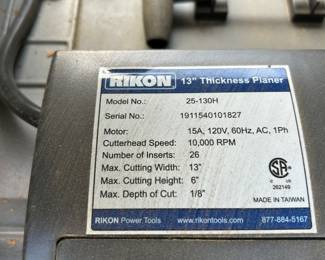 RIKON 13" Thickness Planer
Model No.: 25-130H
Serial No.: 1911540101827
Motor: 15A, 120V, 60Hz, AC, 1Ph
Cutterhead Speed: 10,000 RPM
Number of Inserts: 26
Max. Cutting Width: 13"
Max. Cutting Height: 6"
Max. Depth of Cut: 1/8"
C US
262149
MADE IN TAIWAN
RIKON Power Tools www.rikontools.com 877-884-5167